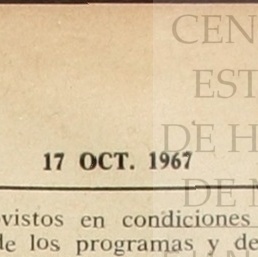 CEN
EST
DE H
17 OCT. 1967
DE
vistos en condiciones
de los programas y de